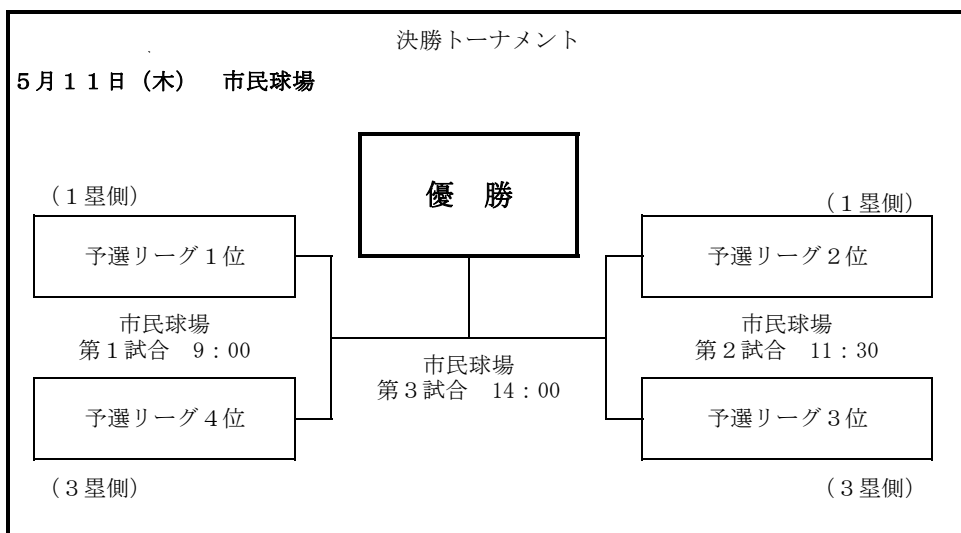 決勝トーナメント
５月１１日（木）　市民球場
優　勝
（１塁側）
（１塁側）
予選リーグ１位
予選リーグ２位
市民球場
第１試合　9：00
市民球場
第２試合　11：30
市民球場
第３試合　14：00
予選リーグ４位
予選リーグ３位
（３塁側）
（３塁側）